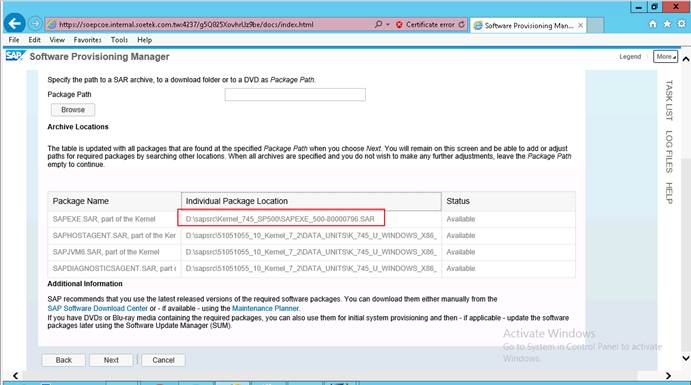 https://soepcoe.internal.soetek.com.tw:4237/g5Q825XovhrUz9be/docs/index.html
Certificate error
Software Provisioning Man...
File Edit View Favorites Tools Help
SAP Software Provisioning Manager
Legend
More
Specify the path to a SAR archive, to a download folder or to a DVD as Package Path.
Package Path
Browse
Archive Locations
The table is updated with all packages that are found at the specified Package Path when you choose Next. You will remain on this screen and be able to add or adjust
paths for required packages by searching other locations. When all archives are specified and you do not wish to make any further adjustments, leave the Package Path
empty to continue.
Package Name Individual Package Location Status
SAPEXE.SAR, part of the Kernel D:\sapsrc\Kernel_745_SP500\SAPEXE_500-80000796.SAR Available
SAPHOSTAGENT.SAR, part of the Ker D:\sapsrc\51051055_10_Kernel_7_2\DATA_UNITS\K_745_U_WINDOWS_X86_ Available
SAPJVM6.SAR, part of the Kernel D:\sapsrc\51051055_10_Kernel_7_2\DATA_UNITS\K_745_U_WINDOWS_X86_ Available
SAPDIAGNOSTICSAGENT.SAR, part c D:\sapsrc\51051055_10_Kernel_7_2\DATA_UNITS\K_745_U_WINDOWS_X86_ Available
Additional Information
SAP recommends that you use the latest released versions of the required software packages. You can download them either manually from the
SAP Software Download Center or - if available - using the Maintenance Planner.
If you have DVDs or Blu-ray media containing the required packages, you can also use them for initial system provisioning and then - if applicable - update the software
packages later using the Software Update Manager (SUM).
Back
Next
Cancel
TASK LIST
LOG FILES
HELP
Activate Windows
Go to System in Control Panel to activate
Windows.